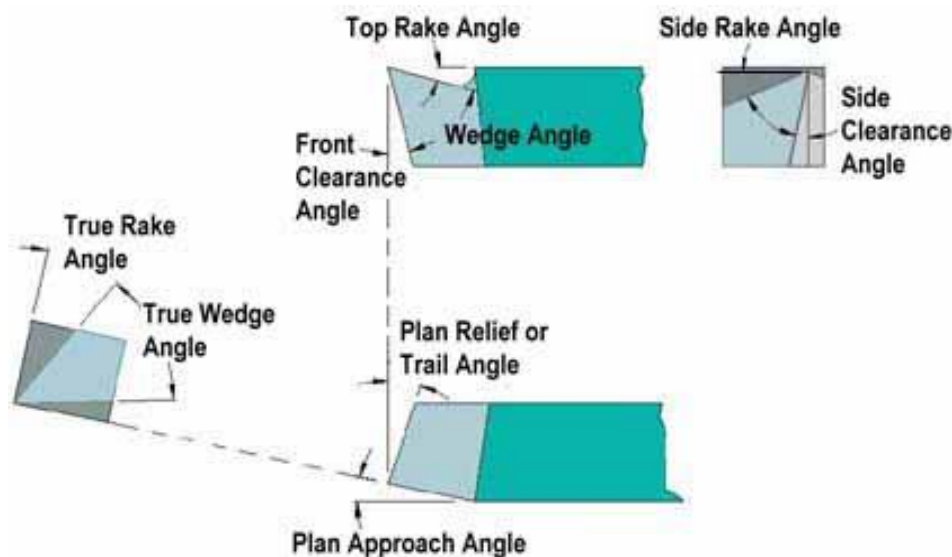 Top Rake Angle
Side Rake Angle
Wedge Angle
Side
Clearance
Angle
Front
Clearance
Angle
True Rake
Angle
True Wedge
Angle
Plan Relief or
Trail Angle
Plan Approach Angle